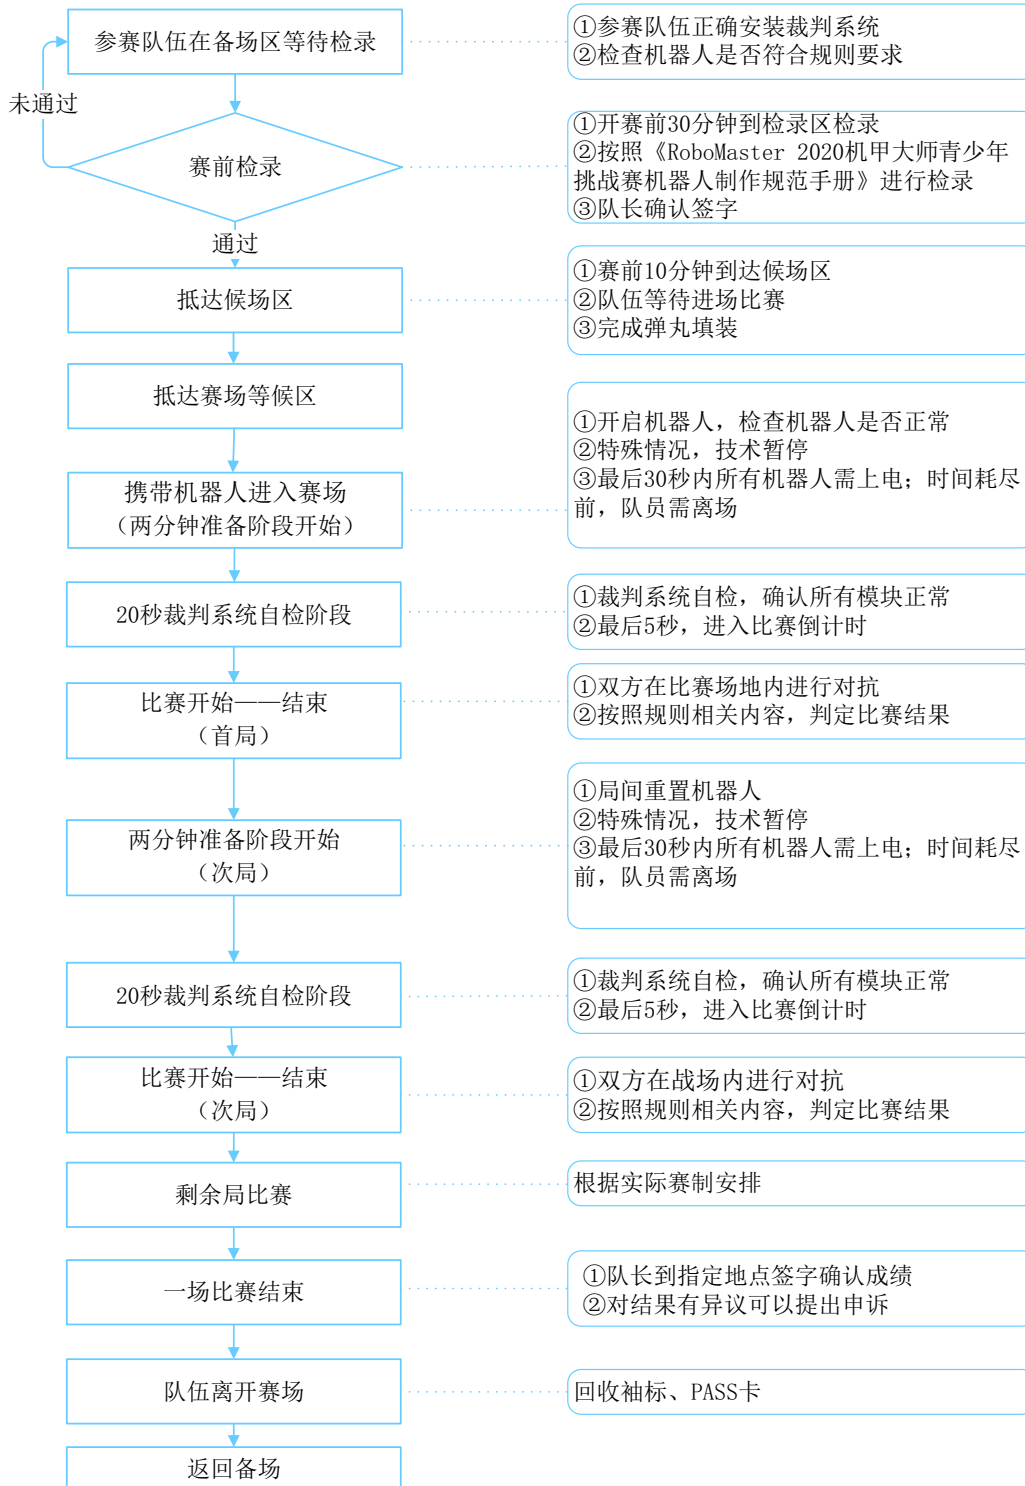 参赛队伍在备场区等待检录
①参赛队伍正确安装裁判系统
②检查机器人是否符合规则要求
未通过
赛前检录
①开赛前30分钟到检录区检录
②按照《RoboMaster 2020机甲大师青少年
挑战赛机器人制作规范手册》进行检录
③队长确认签字
通过
抵达候场区
①赛前10分钟到达候场区
②队伍等待进场比赛
③完成弹丸填装
抵达赛场等候区
携带机器人进入赛场
（两分钟准备阶段开始）
①开启机器人，检查机器人是否正常
②特殊情况，技术暂停
③最后30秒内所有机器人需上电；时间耗尽
前，队员需离场
20秒裁判系统自检阶段
①裁判系统自检，确认所有模块正常
②最后5秒，进入比赛倒计时
比赛开始——结束
（首局）
①双方在比赛场地内进行对抗
②按照规则相关内容，判定比赛结果
两分钟准备阶段开始
（次局）
①局间重置机器人
②特殊情况，技术暂停
③最后30秒内所有机器人需上电；时间耗尽
前，队员需离场
20秒裁判系统自检阶段
①裁判系统自检，确认所有模块正常
②最后5秒，进入比赛倒计时
比赛开始——结束
（次局）
①双方在战场内进行对抗
②按照规则相关内容，判定比赛结果
剩余局比赛
根据实际赛制安排
一场比赛结束
①队长到指定地点签字确认成绩
②对结果有异议可以提出申诉
队伍离开赛场
回收袖标、PASS卡
返回备场